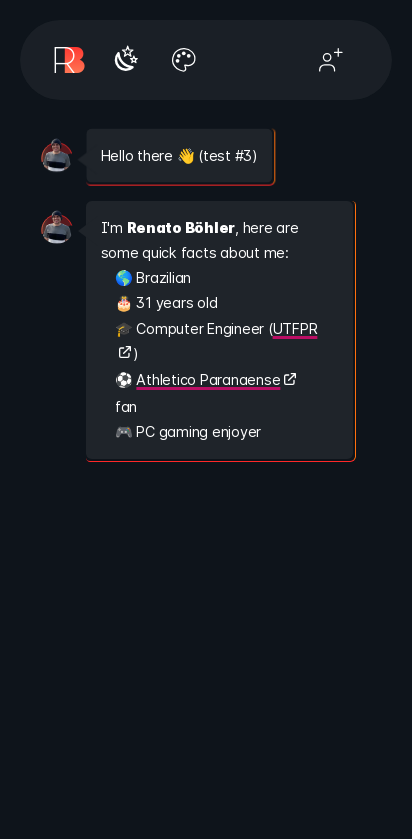 RB
Hello there 👋 (test #3)
I'm Renato Böhler, here are
some quick facts about me:
🌎 Brazilian
🎂 31 years old
🎓 Computer Engineer (UTFPR
)
⚽ Athletico Paranaense
fan
🎮 PC gaming enjoyer